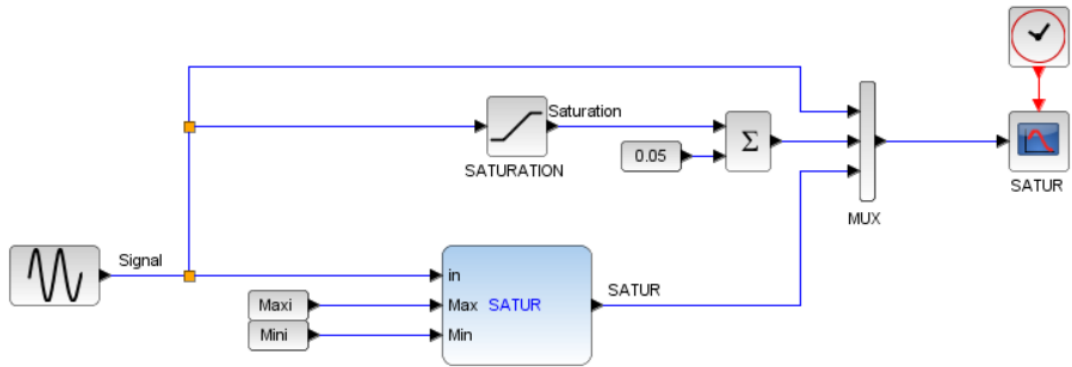 Saturation
0.05
Σ
SATURATION
SATUR
MUX
Signal
in
Maxi
Max SATUR
SATUR
Mini
Min